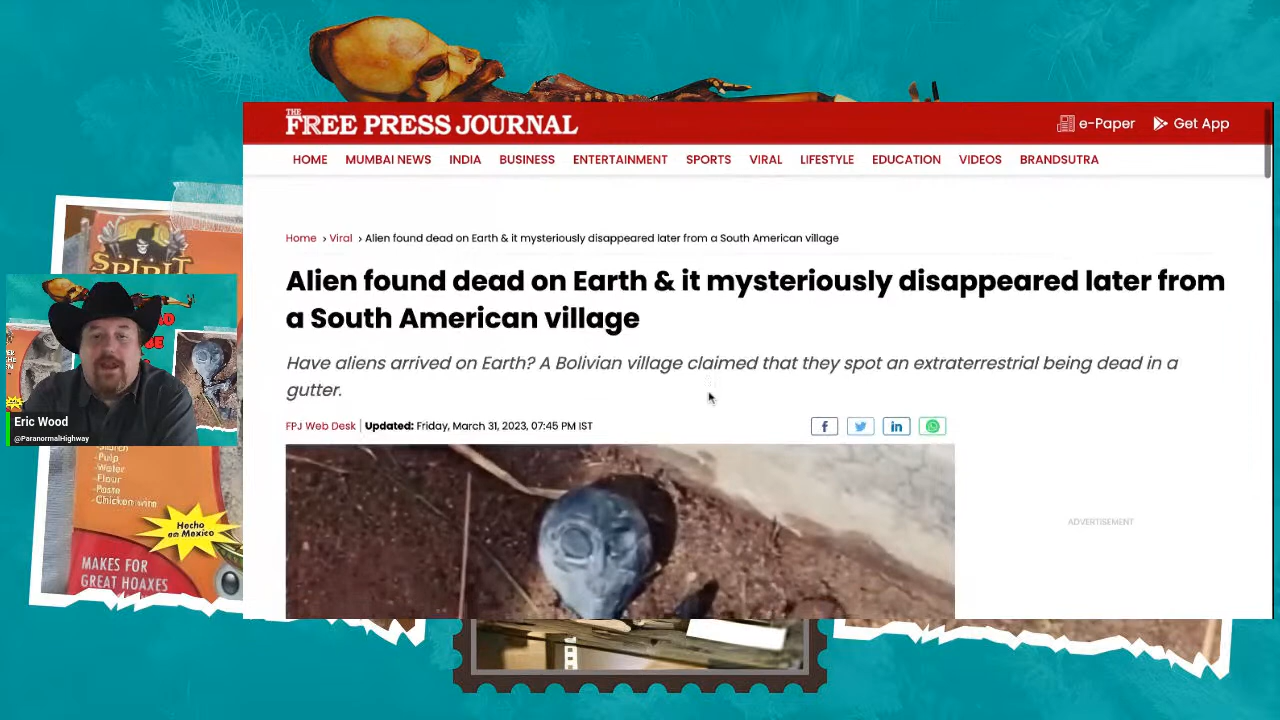 THE
FREE PRESS JOURNAL
e-Paper
Get App
HOME MUMBAI NEWS INDIA BUSINESS ENTERTAINMENT SPORTS VIRAL LIFESTYLE EDUCATION VIDEOS BRANDSUTRA
Home > Viral > Alien found dead on Earth & it mysteriously disappeared later from a South American village
Alien found dead on Earth & it mysteriously disappeared later from
a South American village
Have aliens arrived on Earth? A Bolivian village claimed that they spot an extraterrestrial being dead in a
gutter.
FPJ Web Desk | Updated: Friday, March 31, 2023, 07:45 PM IST
ADVERTISEMENT
SPIRIT
Eric Wood
@ParanormalHighway
-Pulp
-Water
-Flour
-Paste
-Chicken wire
Hecho
en Mexico
MAKES FOR
GREAT HOAXES